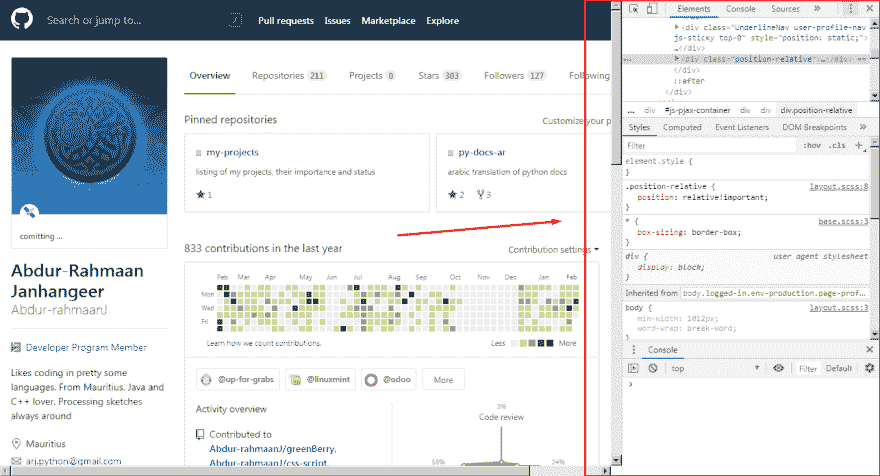 Search or jump to...
/
Pull requests Issues Marketplace Explore
Overview Repositories 211 Projects 0 Stars 303 Followers 127 Following
comitting ...
Abdur-Rahmaan
Janhangeer
Abdur-rahmaanJ
Developer Program Member
Likes coding in pretty some
languages. From Mauritius. Java and
C++ lover. Processing sketches
always around
Mauritius
arj.python@gmail.com
Pinned repositories
Customize your p
my-projects
listing of my projects, their importance and status
1
py-docs-ar
arabic translation of python docs
2 3
833 contributions in the last year
Contribution settings
Feb Mar Apr May Jun Jul Aug Sep Oct Nov Dec Jan Feb
Mon
Wed
Fri
Learn how we count contributions.
Less More
@up-for-grabs
@linuxmint
@odoo
More
Activity overview
Contributed to
Abdur-rahmaanJ/greenBerry,
Abdur-rahmaanJ/css-script,
3%
Code review
50% 24%
Elements Console Sources »
<div class="UnderlineNav user-profile-nav
js-sticky top-0" style="position: static;">
…</div>
<div class="position-relative">…</div> ==
</div>
::after
</div>
... div #js-pjax-container div div div.position-relative
Styles Computed Event Listeners DOM Breakpoints »
Filter :hov .cls +
element.style {
}
.position-relative { layout.scss:8
position: relative!important;
}
* { base.scss:3
box-sizing: border-box;
}
div { user agent stylesheet
display: block;
}
Inherited from body.logged-in.env-production.page-prof…
body { layout.scss:3
min-width: 1012px;
word-wrap: break-word;
}
Console
top Filter Default
›